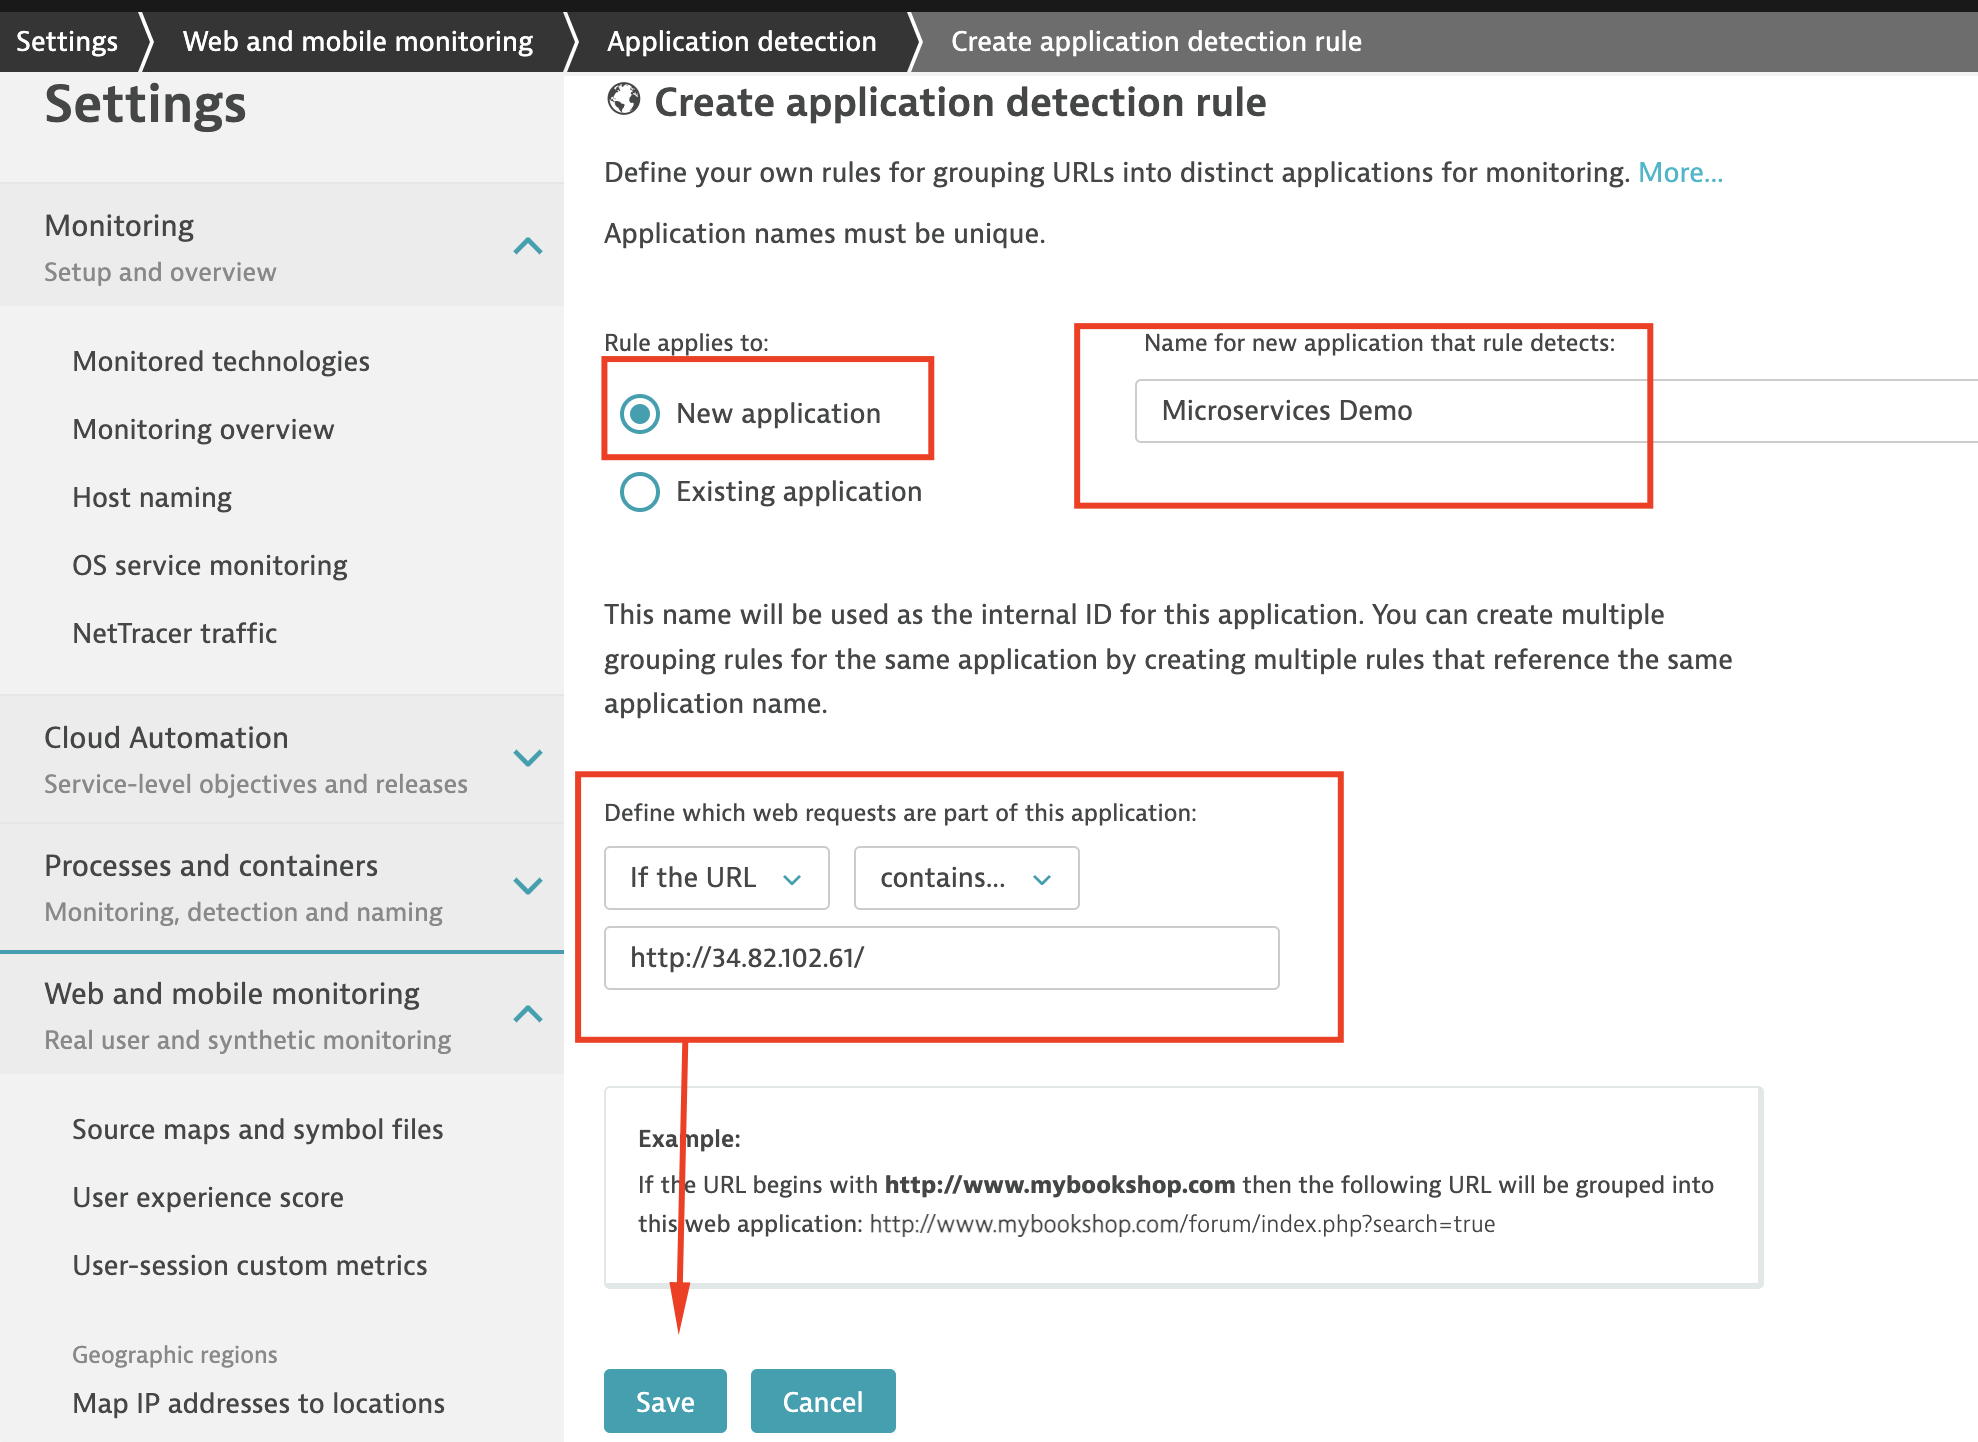 Settings
Web and mobile monitoring
Application detection
Create application detection rule
Settings
Monitoring
Setup and overview
Monitored technologies
Monitoring overview
Host naming
OS service monitoring
NetTracer traffic
Cloud Automation
Service-level objectives and releases
Processes and containers
Monitoring, detection and naming
Web and mobile monitoring
Real user and synthetic monitoring
Source maps and symbol files
User experience score
User-session custom metrics
Geographic regions
Map IP addresses to locations
Create application detection rule
Define your own rules for grouping URLs into distinct applications for monitoring. More...
Application names must be unique.
Rule applies to:
New application
Existing application
Name for new application that rule detects:
Microservices Demo
This name will be used as the internal ID for this application. You can create multiple
grouping rules for the same application by creating multiple rules that reference the same
application name.
Define which web requests are part of this application:
If the URL
contains...
http://34.82.102.61/
Example:
If the URL begins with http://www.mybookshop.com then the following URL will be grouped into
this web application: http://www.mybookshop.com/forum/index.php?search=true
Save
Cancel